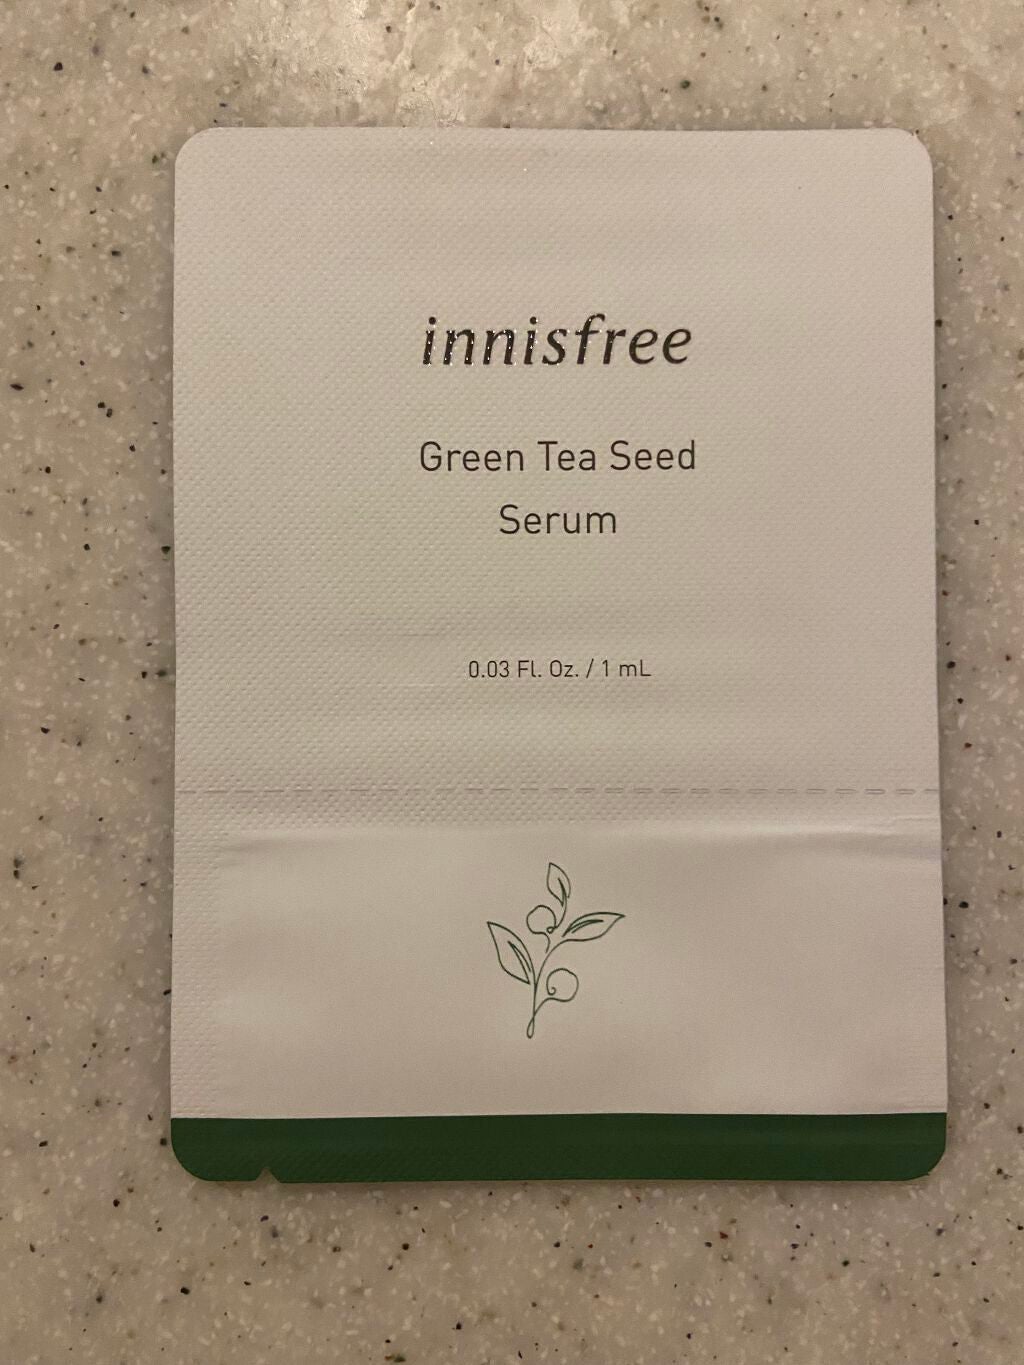 innisfree
Green Tea Seed
Serum
0.03 Fl. Oz. / 1 mL